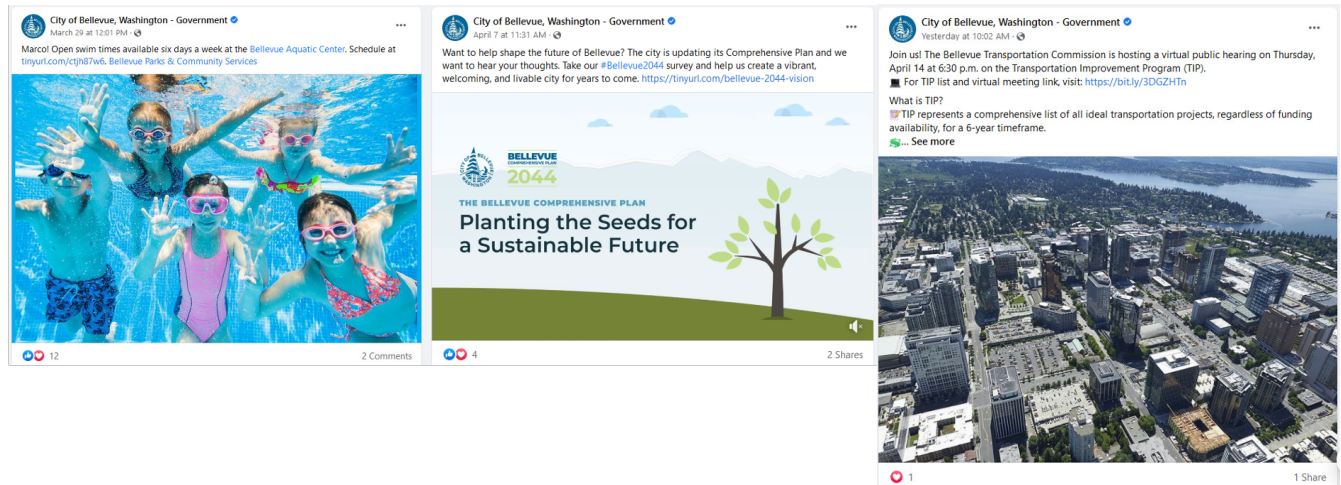 City of Bellevue, Washington - Government
March 29 at 12:01 PM ·
Marco! Open swim times available six days a week at the Bellevue Aquatic Center. Schedule at
tinyurl.com/ctjh87w6. Bellevue Parks & Community Services
12
2 Comments
City of Bellevue, Washington - Government
April 7 at 11:31 AM ·
Want to help shape the future of Bellevue? The city is updating its Comprehensive Plan and we
want to hear your thoughts. Take our #Bellevue2044 survey and help us create a vibrant,
welcoming, and livable city for years to come. https://tinyurl.com/bellevue-2044-vision
CITY OF BELLEVUE
WASHINGTON
BELLEVUE
COMPREHENSIVE PLAN
2044
THE BELLEVUE COMPREHENSIVE PLAN
Planting the Seeds for
a Sustainable Future
4
2 Shares
City of Bellevue, Washington - Government
Yesterday at 10:02 AM ·
Join us! The Bellevue Transportation Commission is hosting a virtual public hearing on Thursday,
April 14 at 6:30 p.m. on the Transportation Improvement Program (TIP).
For TIP list and virtual meeting link, visit: https://bit.ly/3DGZHTn
What is TIP?
TIP represents a comprehensive list of all ideal transportation projects, regardless of funding
availability, for a 6-year timeframe.
... See more
1
1 Share